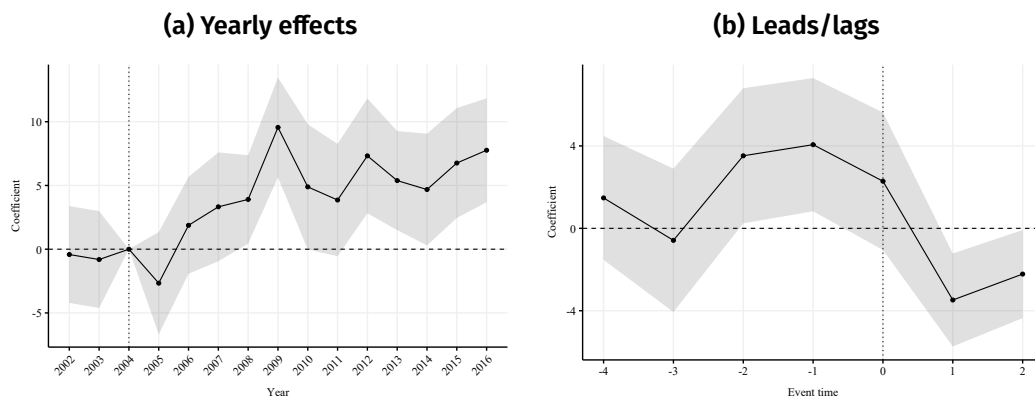 (a) Yearly effects
10
5
0
-5
Coefficient
2002 2003 2004 2005 2006 2007 2008 2009 2010 2011 2012 2013 2014 2015 2016
Year
(b) Leads/lags
4
0
-4
Coefficient
-4 -3 -2 -1 0 1 2
Event time